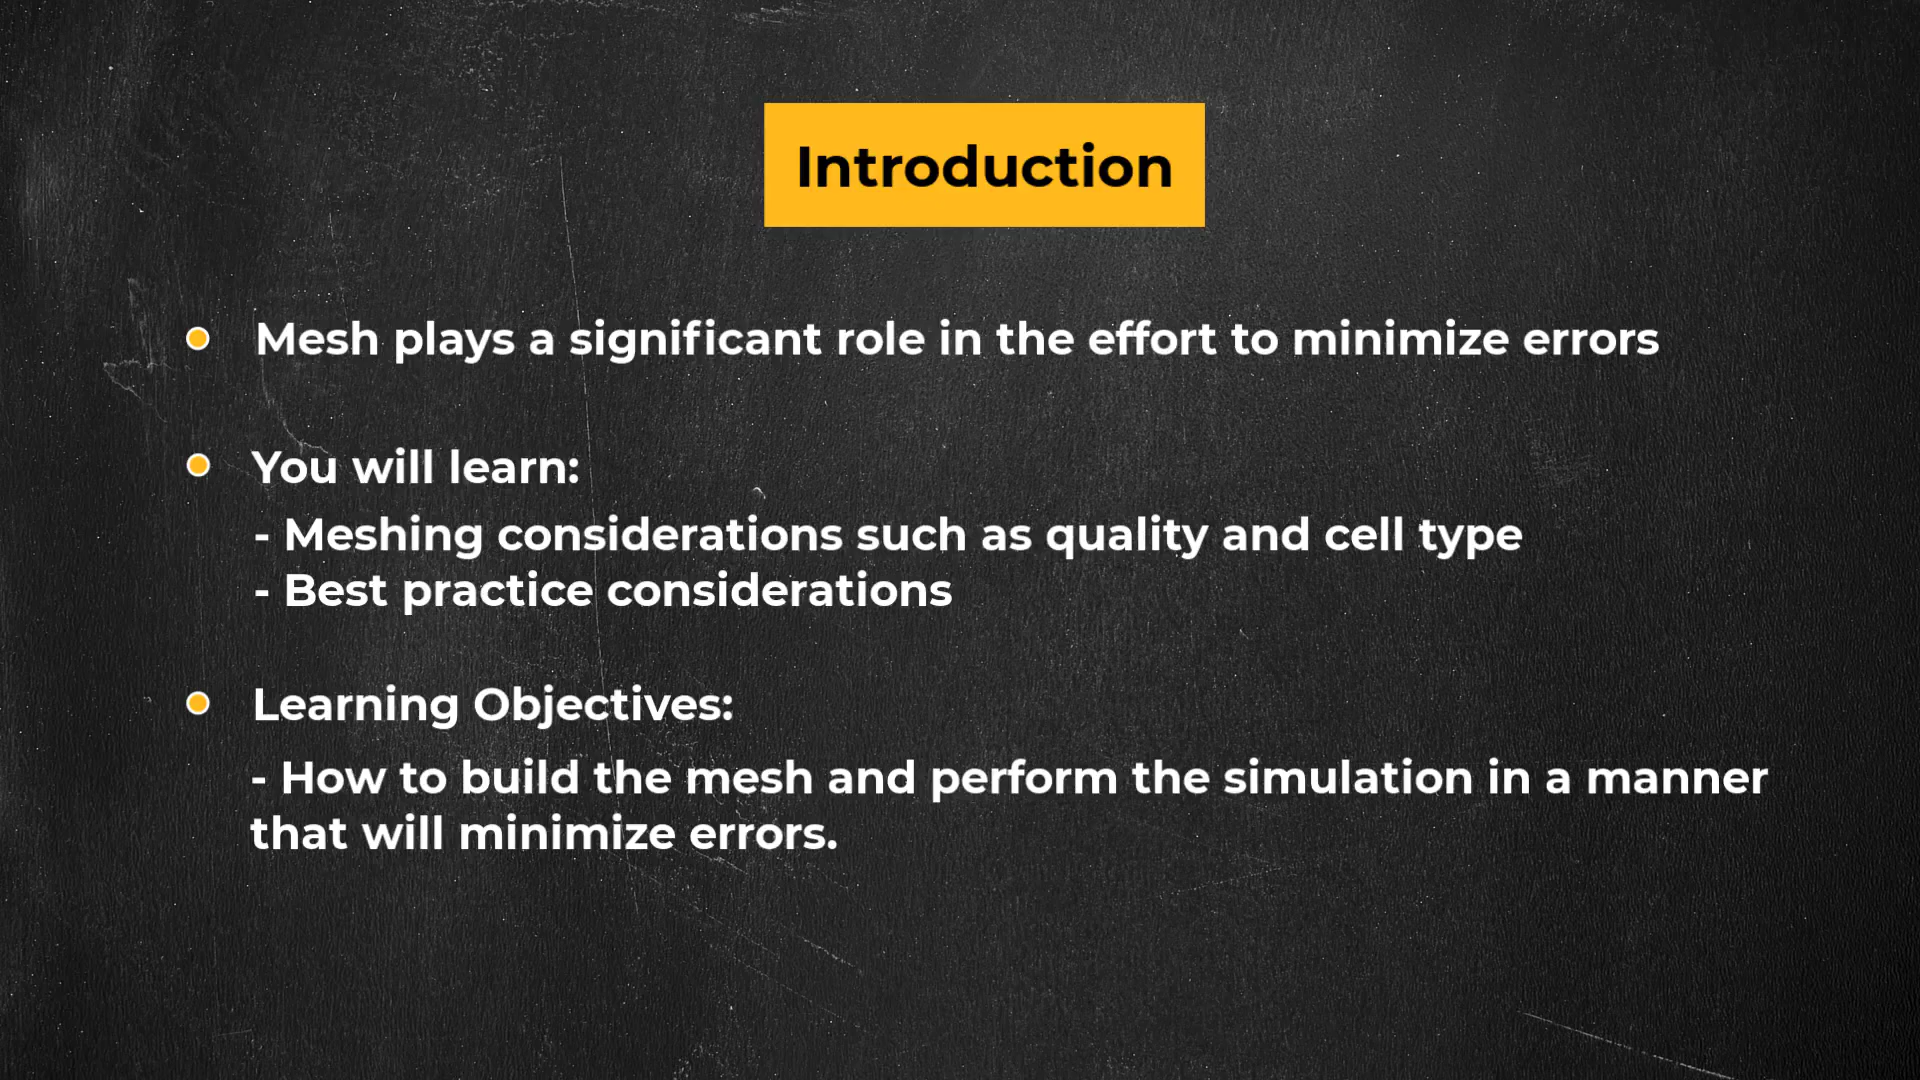 Introduction
Mesh plays a significant role in the effort to minimize errors
You will learn:
- Meshing considerations such as quality and cell type
- Best practice considerations
Learning Objectives:
- How to build the mesh and perform the simulation in a manner
that will minimize errors.